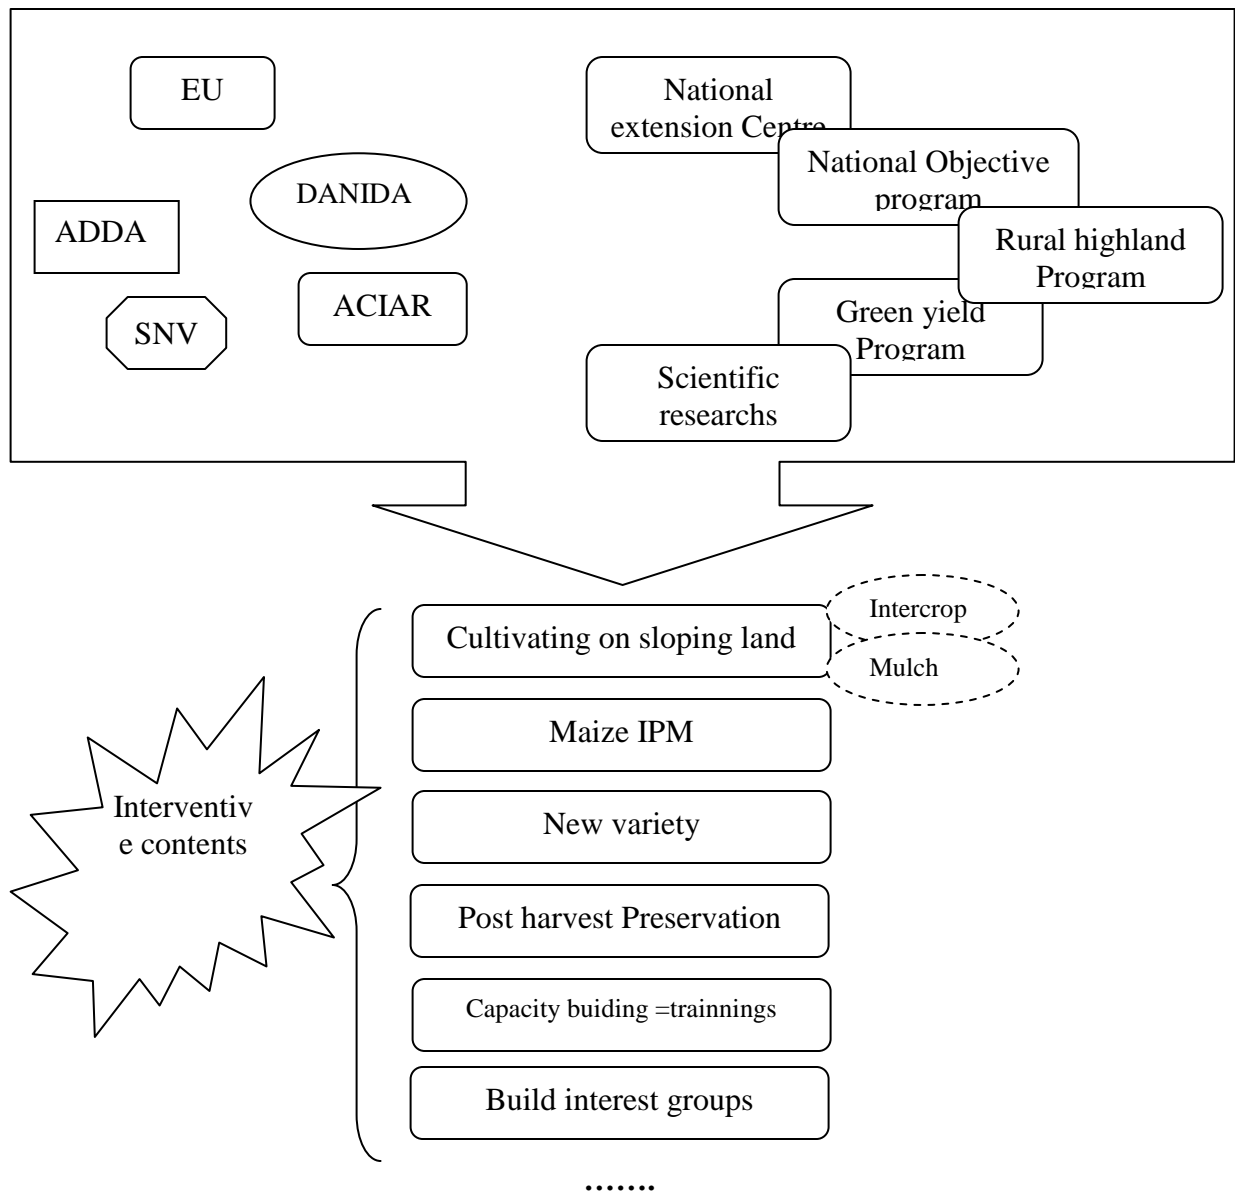 EU
DANIDA
ADDA
ACIAR
SNV
National
extension Centre
National Objective
program
Rural highland
Program
Green yield
Program
Scientific
researchs
Cultivating on sloping land
Intercrop
Mulch
Maize IPM
New variety
Post harvest Preservation
Capacity buiding =trainnings
Build interest groups
.......
Interventiv
e contents